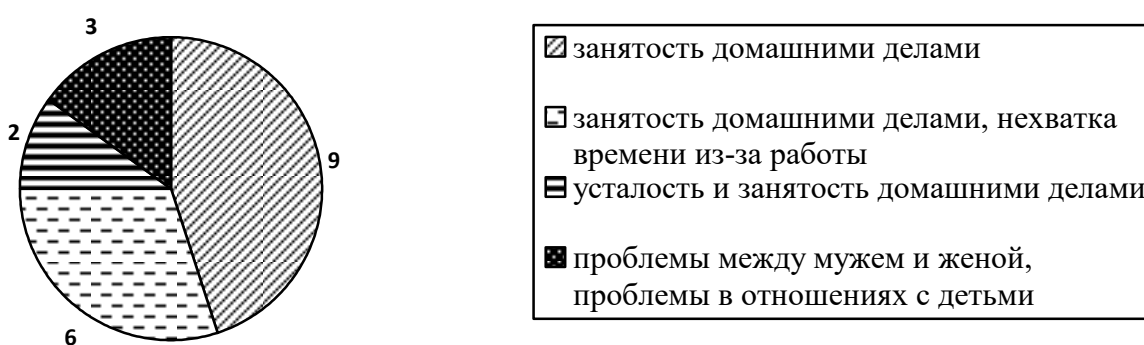 3
2
9
6
занятость домашними делами
занятость домашними делами, нехватка
времени из-за работы
усталость и занятость домашними делами
проблемы между мужем и женой,
проблемы в отношениях с детьми